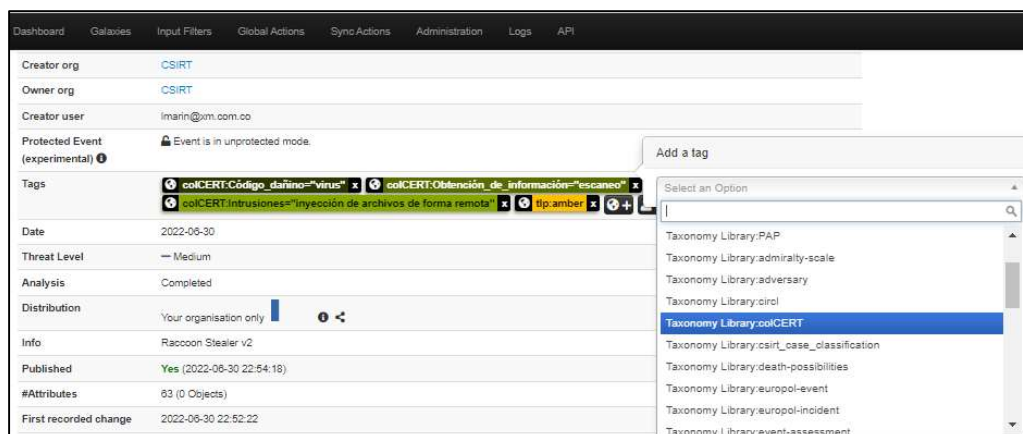 Dashboard Galaxies Input Filters Global Actions Sync Actions Administration Logs API
Creator org CSIRT
Owner org CSIRT
Creator user lmarin@xm.com.co
Protected Event (experimental) Event is in unprotected mode.
Tags colCERT:Código_dañino="virus" x colCERT:Obtención_de_información="escaneo" x
colCERT:Intrusiones="inyección de archivos de forma remota" x tlp:amber x +
Date 2022-06-30
Threat Level Medium
Analysis Completed
Distribution Your organisation only
Info Raccoon Stealer v2
Published Yes (2022-06-30 22:54:18)
#Attributes 63 (0 Objects)
First recorded change 2022-06-30 22:52:22
Add a tag
Select an Option
Taxonomy Library:PAP
Taxonomy Library:admiralty-scale
Taxonomy Library:adversary
Taxonomy Library:circl
Taxonomy Library:colCERT
Taxonomy Library:csirt_case_classification
Taxonomy Library:death-possibilities
Taxonomy Library:europol-event
Taxonomy Library:europol-incident
Taxonomy Library:event-assessment